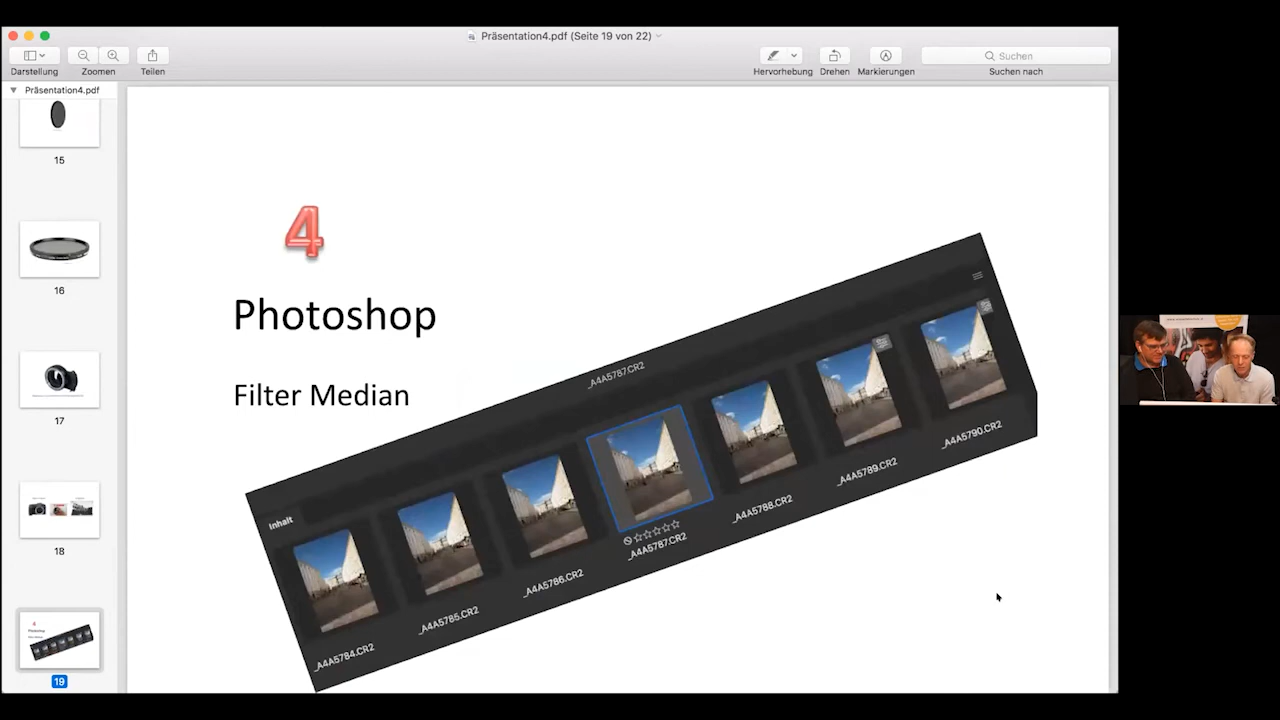 Präsentation4.pdf (Seite 19 von 22)
Darstellung
Zoomen
Teilen
Hervorhebung
Drehen
Markierungen
Suchen
Suchen nach
Präsentation4.pdf
15
16
17
18
19
4
Photoshop
Filter Median
_A4A5787.CR2
Inhalt
_A4A5784.CR2
_A4A5785.CR2
_A4A5786.CR2
_A4A5787.CR2
_A4A5788.CR2
_A4A5789.CR2
_A4A5790.CR2